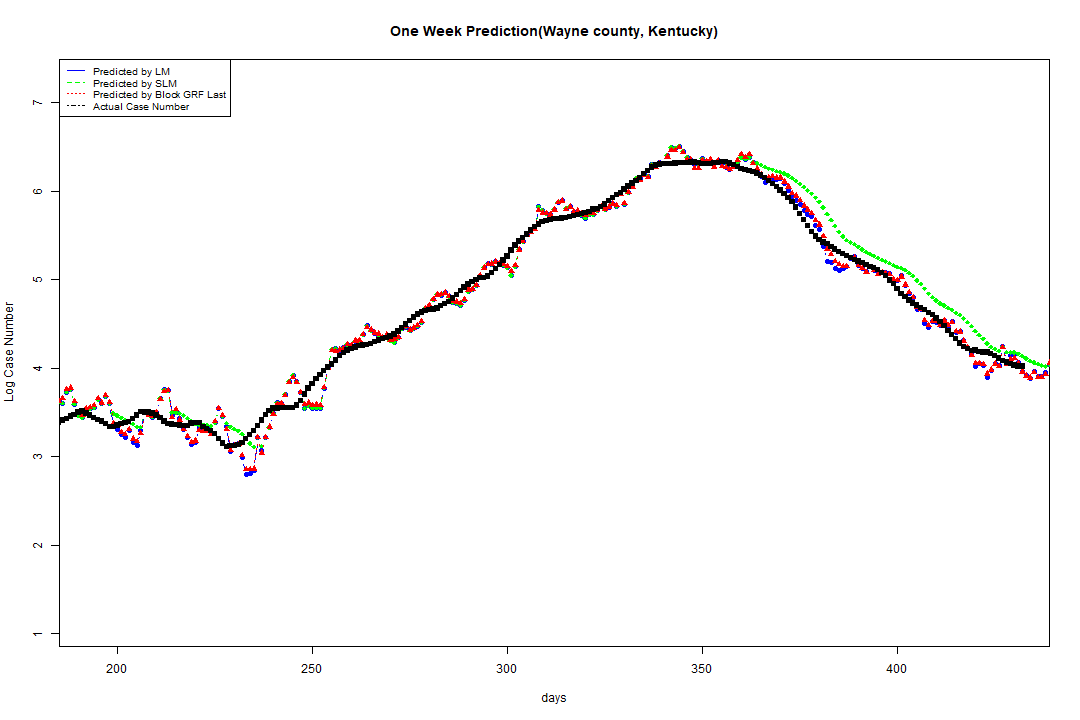 One Week Prediction(Wayne county, Kentucky)
Predicted by LM
Predicted by SLM
Predicted by Block GRF Last
Actual Case Number
Log Case Number
7
6
5
4
3
2
1
200 250 300 350 400
days